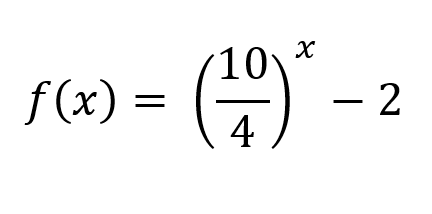 f(x) = (10/4)^x − 2